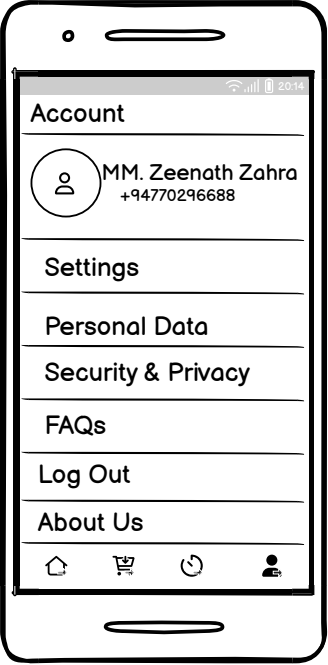 20:14
Account
MM. Zeenath Zahra
+94770296688
Settings
Personal Data
Security & Privacy
FAQs
Log Out
About Us